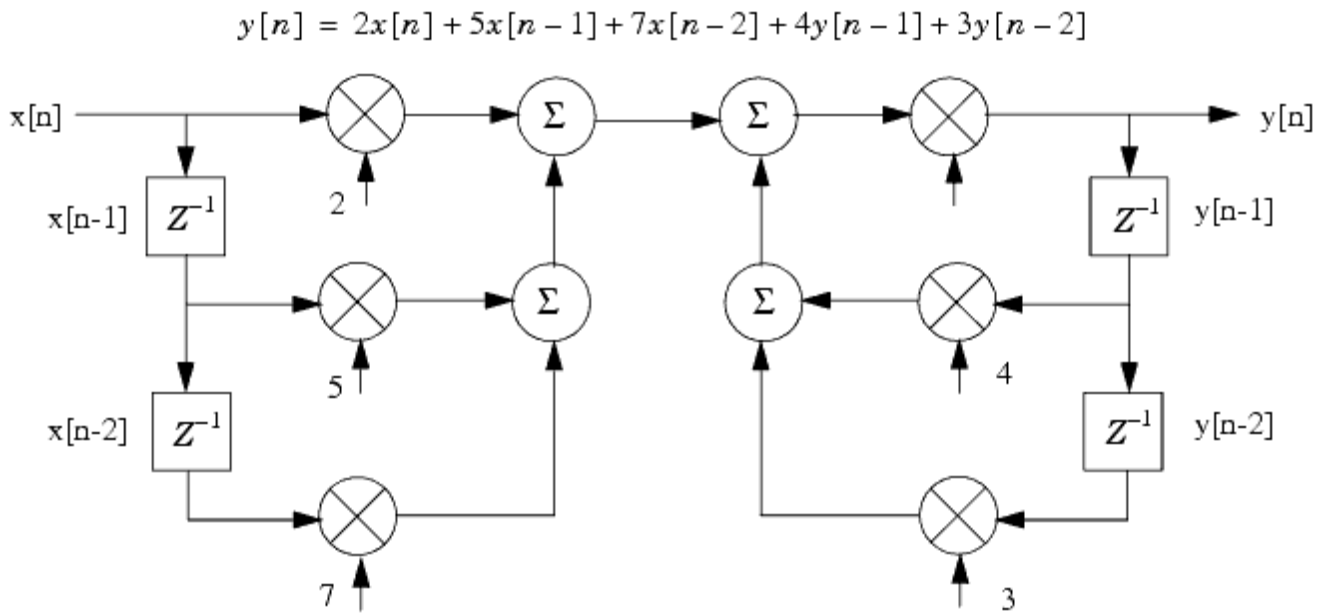 y[n] = 2x[n] + 5x[n − 1] + 7x[n − 2] + 4y[n − 1] + 3y[n − 2]
x[n] Σ Σ y[n]
2
x[n-1] Z⁻¹ Z⁻¹ y[n-1]
Σ Σ
5 4
x[n-2] Z⁻¹ Z⁻¹ y[n-2]
7 3